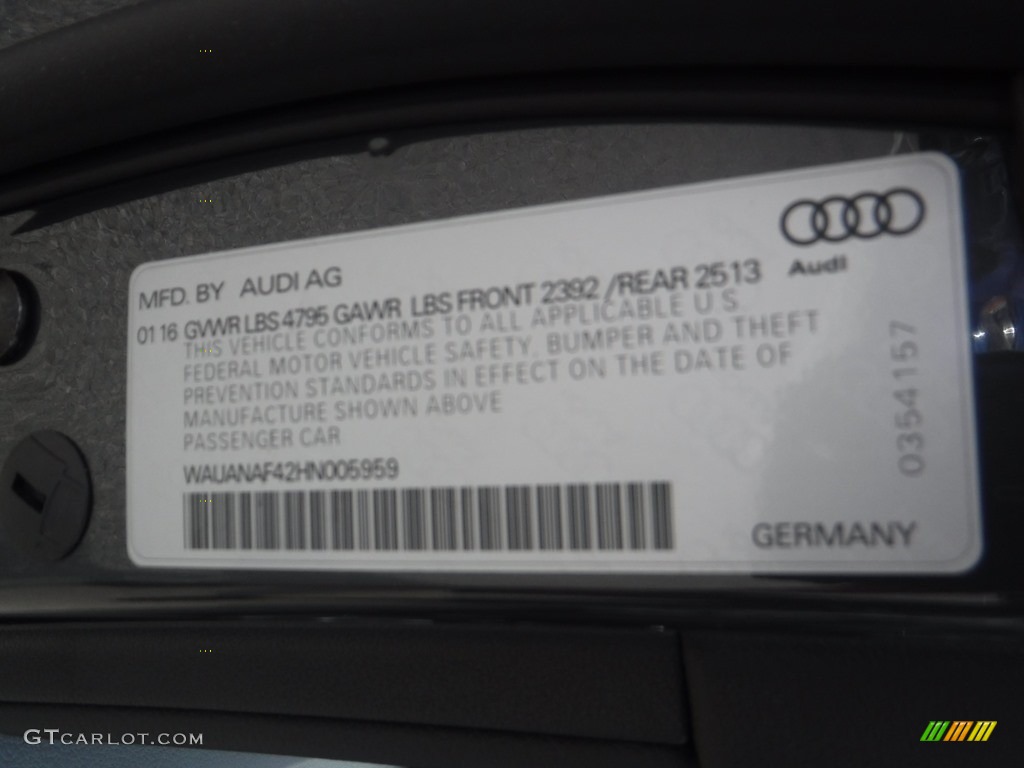 Audi
MFD. BY AUDI AG
01 16 GVWR LBS 4795 GAWR LBS FRONT 2392 /REAR 2513
THIS VEHICLE CONFORMS TO ALL APPLICABLE U.S.
FEDERAL MOTOR VEHICLE SAFETY, BUMPER AND THEFT
PREVENTION STANDARDS IN EFFECT ON THE DATE OF
MANUFACTURE SHOWN ABOVE
PASSENGER CAR
WAUANAF42HN005959
0354157
GERMANY
GTCARLOT.COM